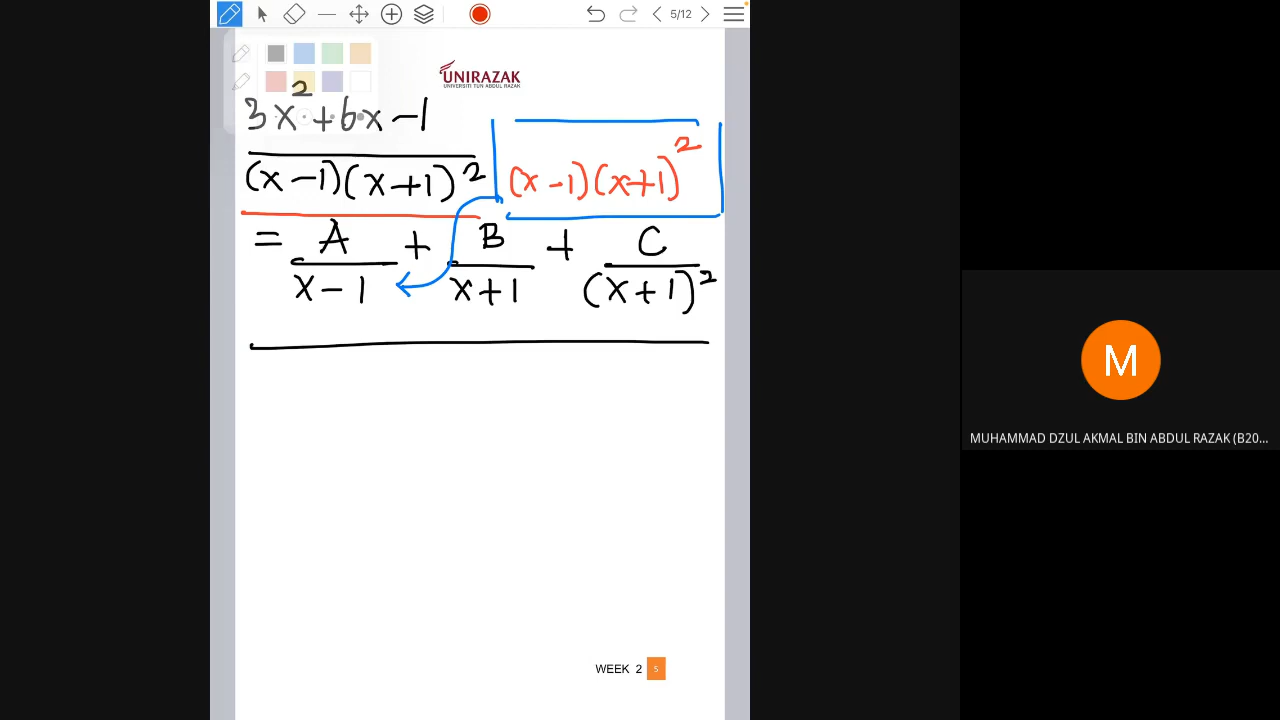 5/12
UNIRAZAK
UNIVERSITI TUN ABDUL RAZAK
3x² + 6x - 1
(x - 1)(x + 1)²
(x - 1)(x + 1)²
= A + B + C
x - 1 x + 1 (x + 1)²
M
MUHAMMAD DZUL AKMAL BIN ABDUL RAZAK (B20...
WEEK 2 5